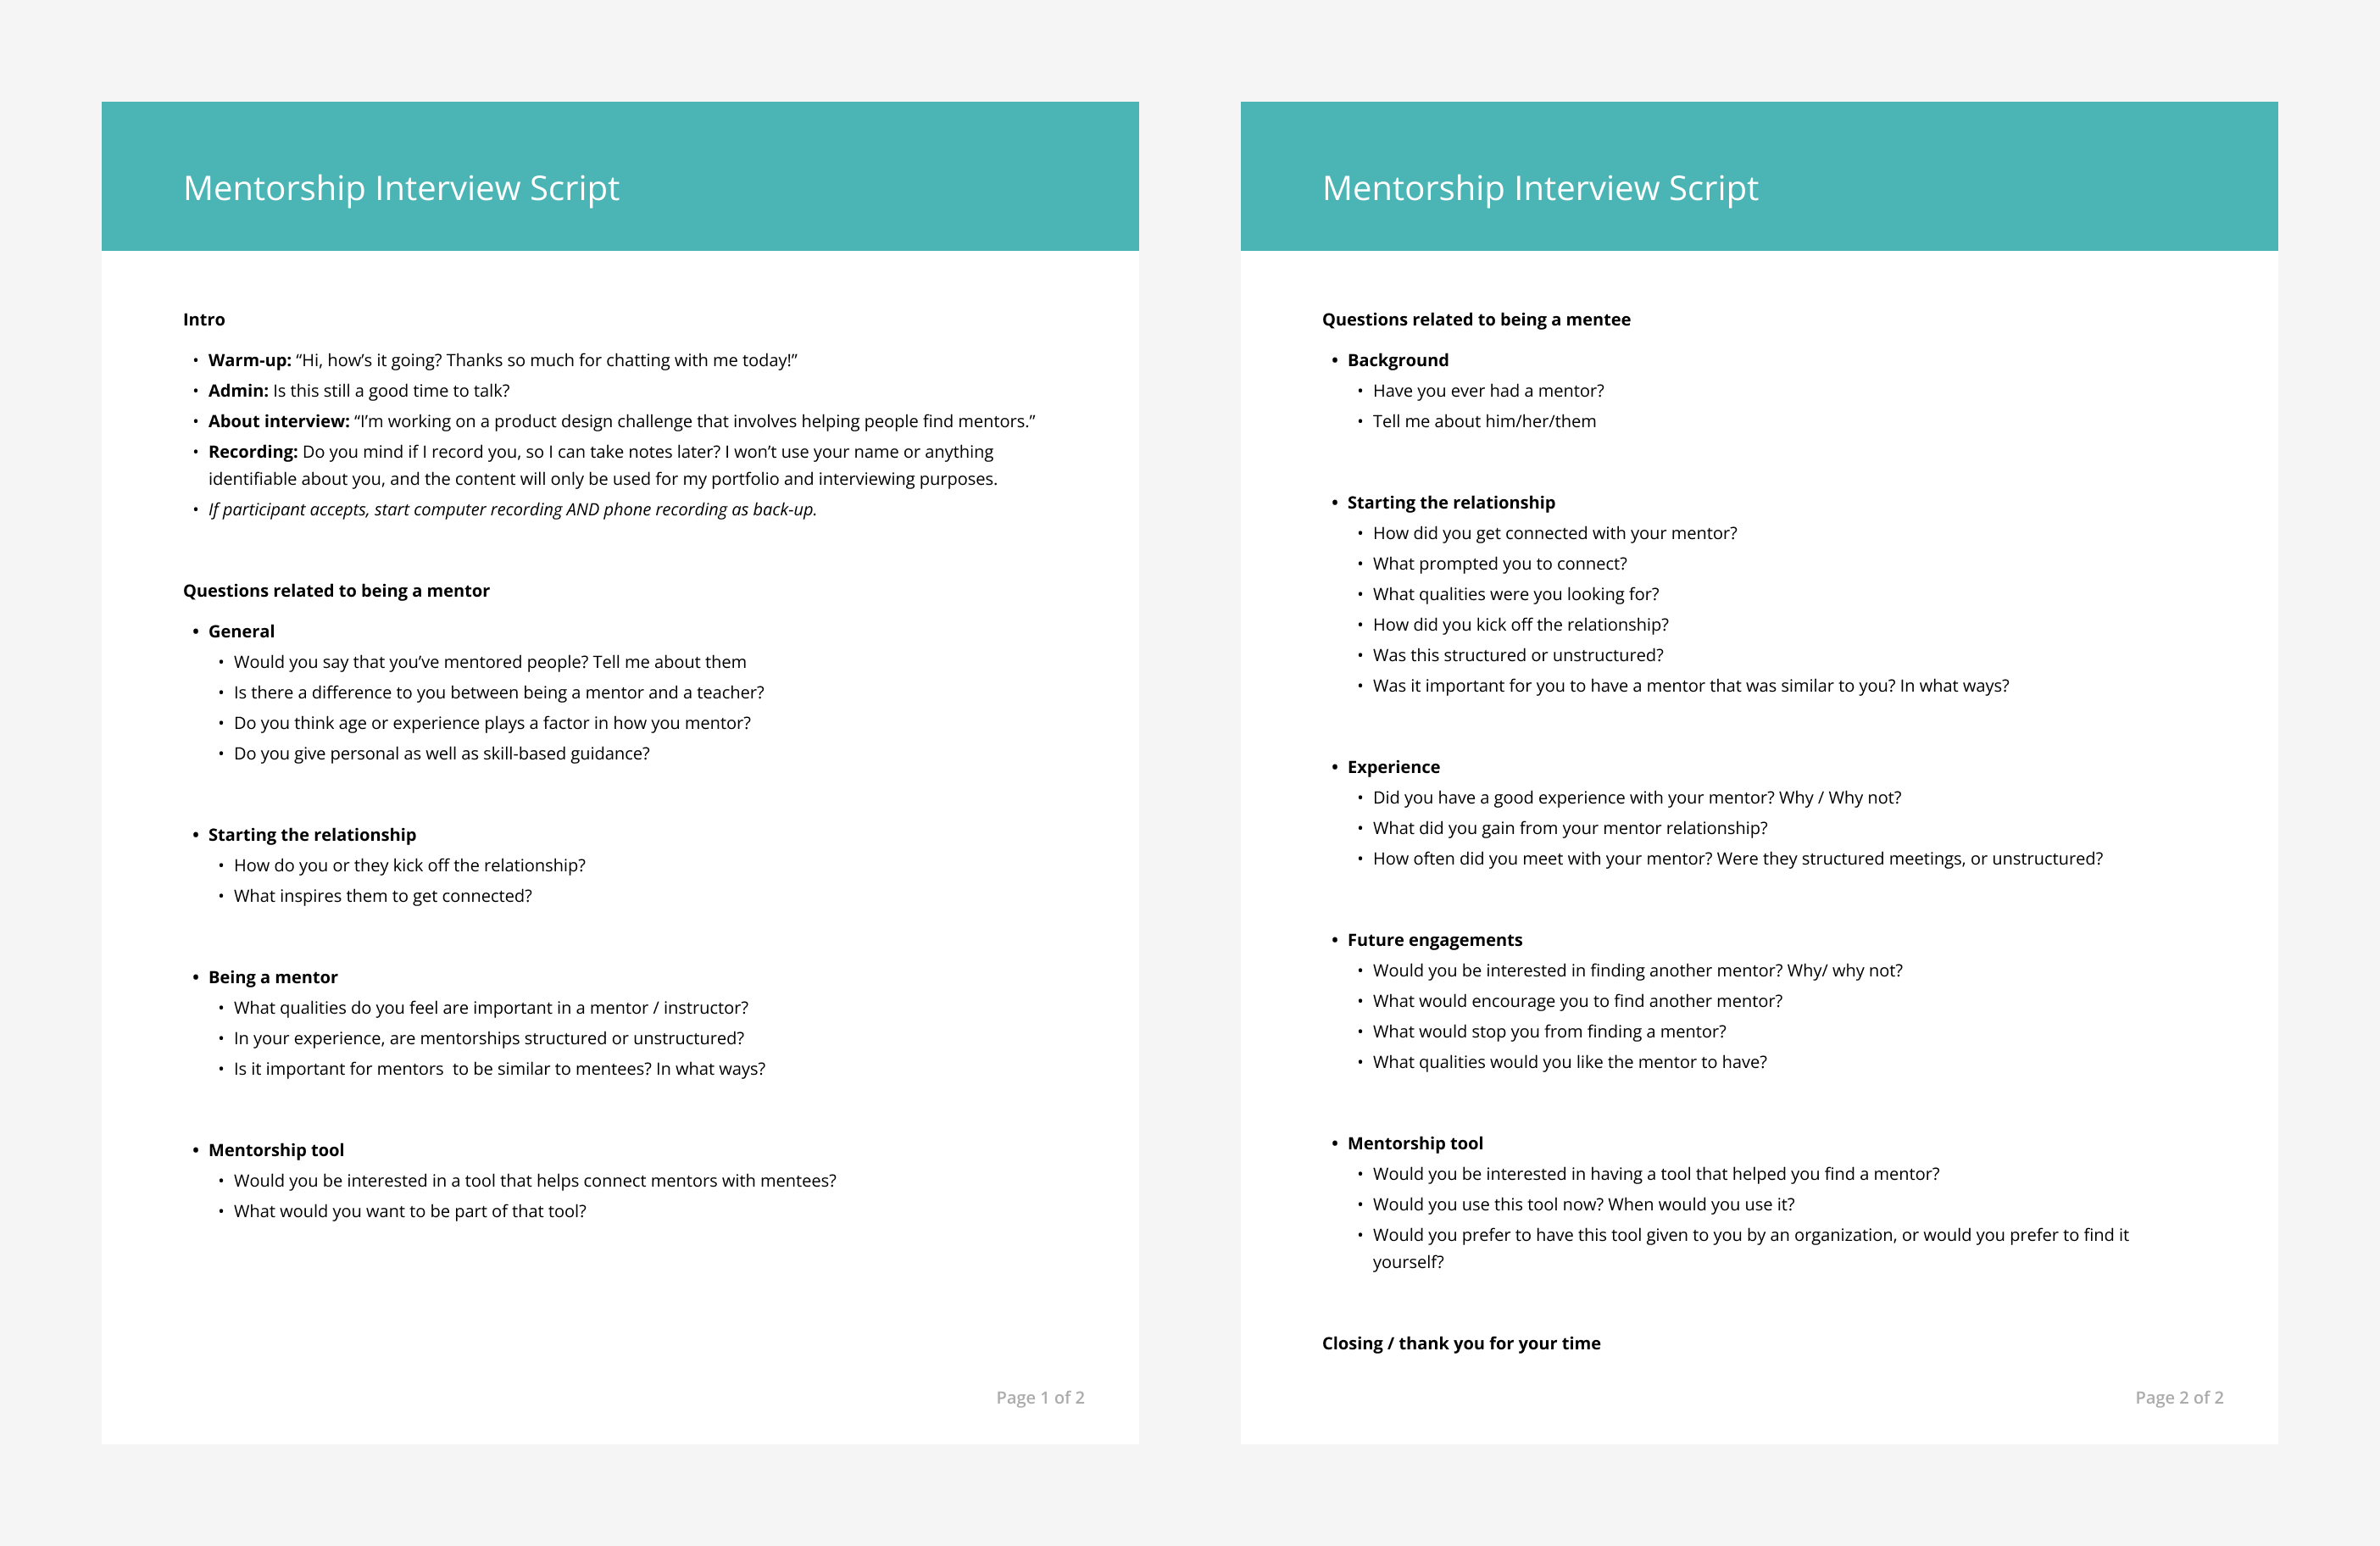 Mentorship Interview Script
Intro
• Warm-up: “Hi, how’s it going? Thanks so much for chatting with me today!”
• Admin: Is this still a good time to talk?
• About interview: “I’m working on a product design challenge that involves helping people find mentors.”
• Recording: Do you mind if I record you, so I can take notes later? I won’t use your name or anything
identifiable about you, and the content will only be used for my portfolio and interviewing purposes.
• If participant accepts, start computer recording AND phone recording as back-up.
Questions related to being a mentor
• General
• Would you say that you’ve mentored people? Tell me about them
• Is there a difference to you between being a mentor and a teacher?
• Do you think age or experience plays a factor in how you mentor?
• Do you give personal as well as skill-based guidance?
• Starting the relationship
• How do you or they kick off the relationship?
• What inspires them to get connected?
• Being a mentor
• What qualities do you feel are important in a mentor / instructor?
• In your experience, are mentorships structured or unstructured?
• Is it important for mentors  to be similar to mentees? In what ways?
• Mentorship tool
• Would you be interested in a tool that helps connect mentors with mentees?
• What would you want to be part of that tool?
Page 1 of 2
Mentorship Interview Script
Questions related to being a mentee
• Background
• Have you ever had a mentor?
• Tell me about him/her/them
• Starting the relationship
• How did you get connected with your mentor?
• What prompted you to connect?
• What qualities were you looking for?
• How did you kick off the relationship?
• Was this structured or unstructured?
• Was it important for you to have a mentor that was similar to you? In what ways?
• Experience
• Did you have a good experience with your mentor? Why / Why not?
• What did you gain from your mentor relationship?
• How often did you meet with your mentor? Were they structured meetings, or unstructured?
• Future engagements
• Would you be interested in finding another mentor? Why/ why not?
• What would encourage you to find another mentor?
• What would stop you from finding a mentor?
• What qualities would you like the mentor to have?
• Mentorship tool
• Would you be interested in having a tool that helped you find a mentor?
• Would you use this tool now? When would you use it?
• Would you prefer to have this tool given to you by an organization, or would you prefer to find it
yourself?
Closing / thank you for your time
Page 2 of 2